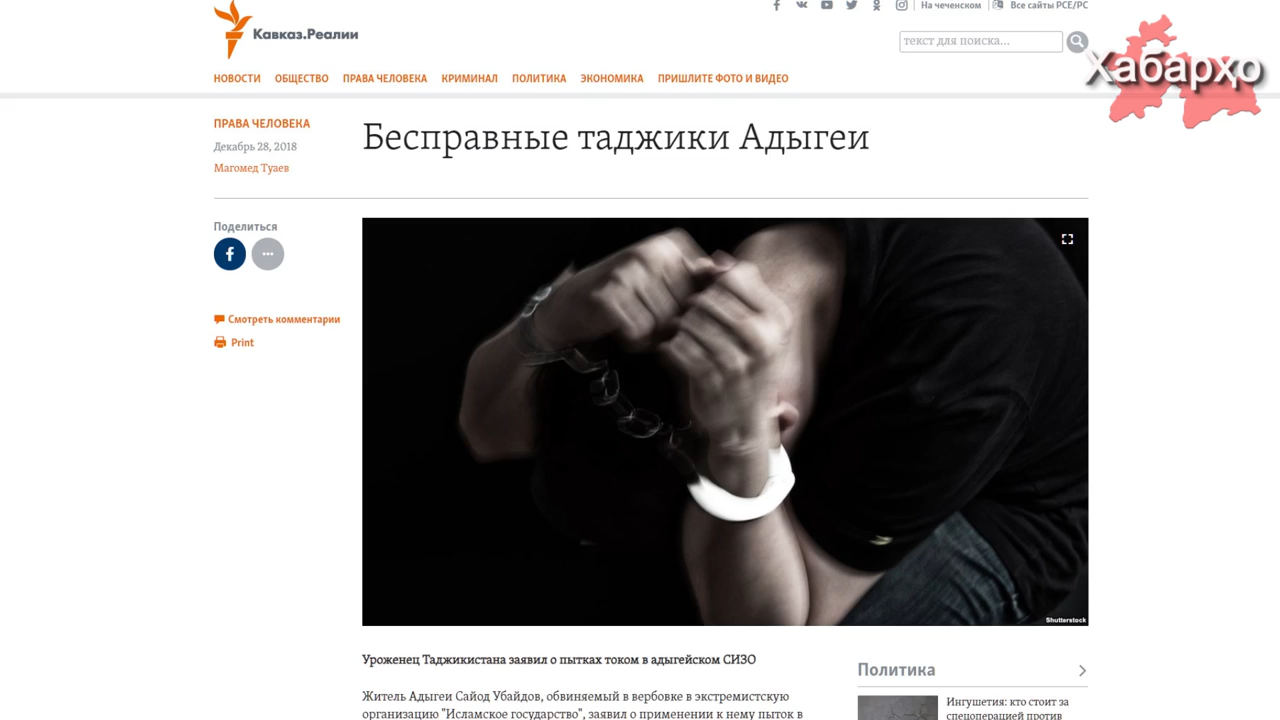 На чеченском
Все сайты РСЕ/РС
Кавказ.Реалии
текст для поиска...
Хабарҳо
НОВОСТИ ОБЩЕСТВО ПРАВА ЧЕЛОВЕКА КРИМИНАЛ ПОЛИТИКА ЭКОНОМИКА ПРИШЛИТЕ ФОТО И ВИДЕО
ПРАВА ЧЕЛОВЕКА
Декабрь 28, 2018
Магомед Туаев
Бесправные таджики Адыгеи
Поделиться
Смотреть комментарии
Print
Shutterstock
Уроженец Таджикистана заявил о пытках током в адыгейском СИЗО
Житель Адыгеи Сайод Убайдов, обвиняемый в вербовке в экстремистскую
организацию "Исламское государство", заявил о применении к нему пыток в
Политика
Ингушетия: кто стоит за
спецоперацией против